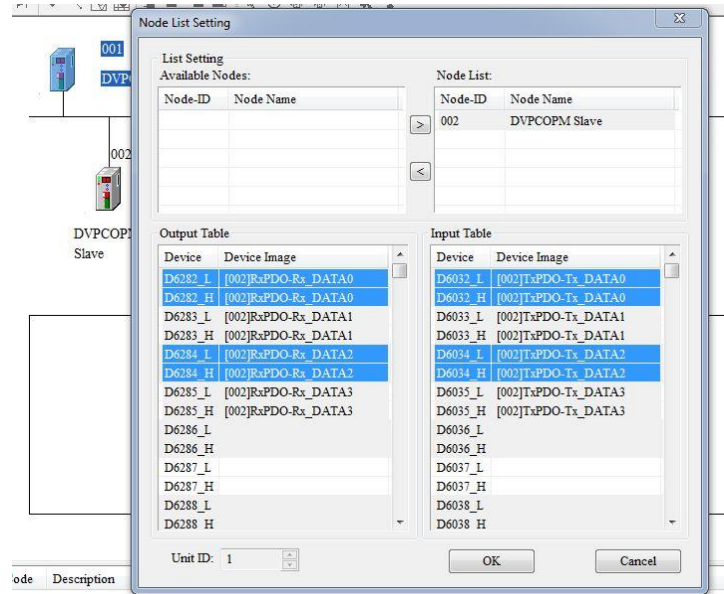 Node List Setting
001
DVP
002
DVPCOP
Slave
List Setting
Available Nodes:
Node-ID Node Name
>
<
Node List:
Node-ID Node Name
002 DVPCOPM Slave
Output Table
Device Device Image
D6282_L [002]RxPDO-Rx_DATA0
D6282_H [002]RxPDO-Rx_DATA0
D6283_L [002]RxPDO-Rx_DATA1
D6283_H [002]RxPDO-Rx_DATA1
D6284_L [002]RxPDO-Rx_DATA2
D6284_H [002]RxPDO-Rx_DATA2
D6285_L [002]RxPDO-Rx_DATA3
D6285_H [002]RxPDO-Rx_DATA3
D6286_L
D6286_H
D6287_L
D6287_H
D6288_L
D6288_H
Input Table
Device Device Image
D6032_L [002]TxPDO-Tx_DATA0
D6032_H [002]TxPDO-Tx_DATA0
D6033_L [002]TxPDO-Tx_DATA1
D6033_H [002]TxPDO-Tx_DATA1
D6034_L [002]TxPDO-Tx_DATA2
D6034_H [002]TxPDO-Tx_DATA2
D6035_L [002]TxPDO-Tx_DATA3
D6035_H [002]TxPDO-Tx_DATA3
D6036_L
D6036_H
D6037_L
D6037_H
D6038_L
D6038_H
Unit ID: 1
OK Cancel
ode Description